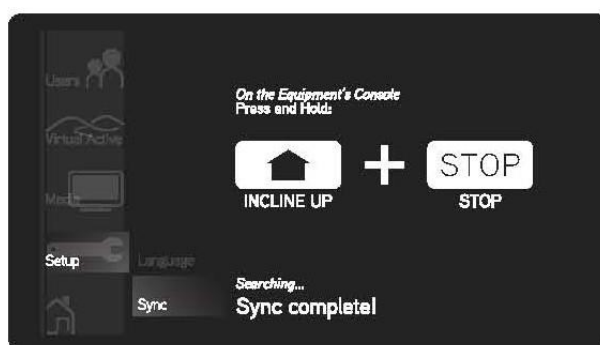 Users
On the Equipment's Console
Press and Hold:
Virtual Active
STOP
INCLINE UP
STOP
Media
Setup
Language
Searching...
Sync
Sync complete!